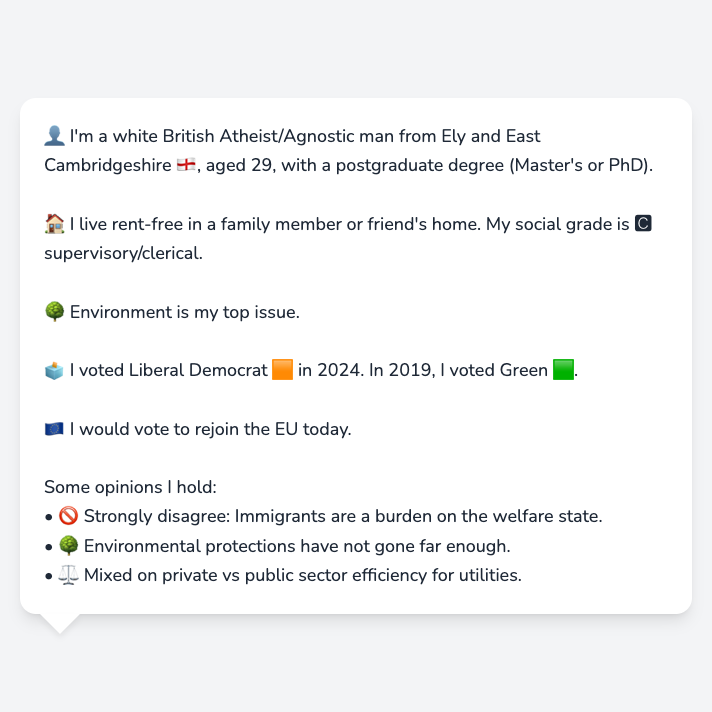 👤 I'm a white British Atheist/Agnostic man from Ely and East
Cambridgeshire 🏴󠁧󠁢󠁥󠁮󠁧󠁿, aged 29, with a postgraduate degree (Master's or PhD).
🏠 I live rent-free in a family member or friend's home. My social grade is 🅲
supervisory/clerical.
🌳 Environment is my top issue.
🗳️ I voted Liberal Democrat 🟧 in 2024. In 2019, I voted Green 🟩.
🇪🇺 I would vote to rejoin the EU today.
Some opinions I hold:
• 🚫 Strongly disagree: Immigrants are a burden on the welfare state.
• 🌳 Environmental protections have not gone far enough.
• ⚖️ Mixed on private vs public sector efficiency for utilities.